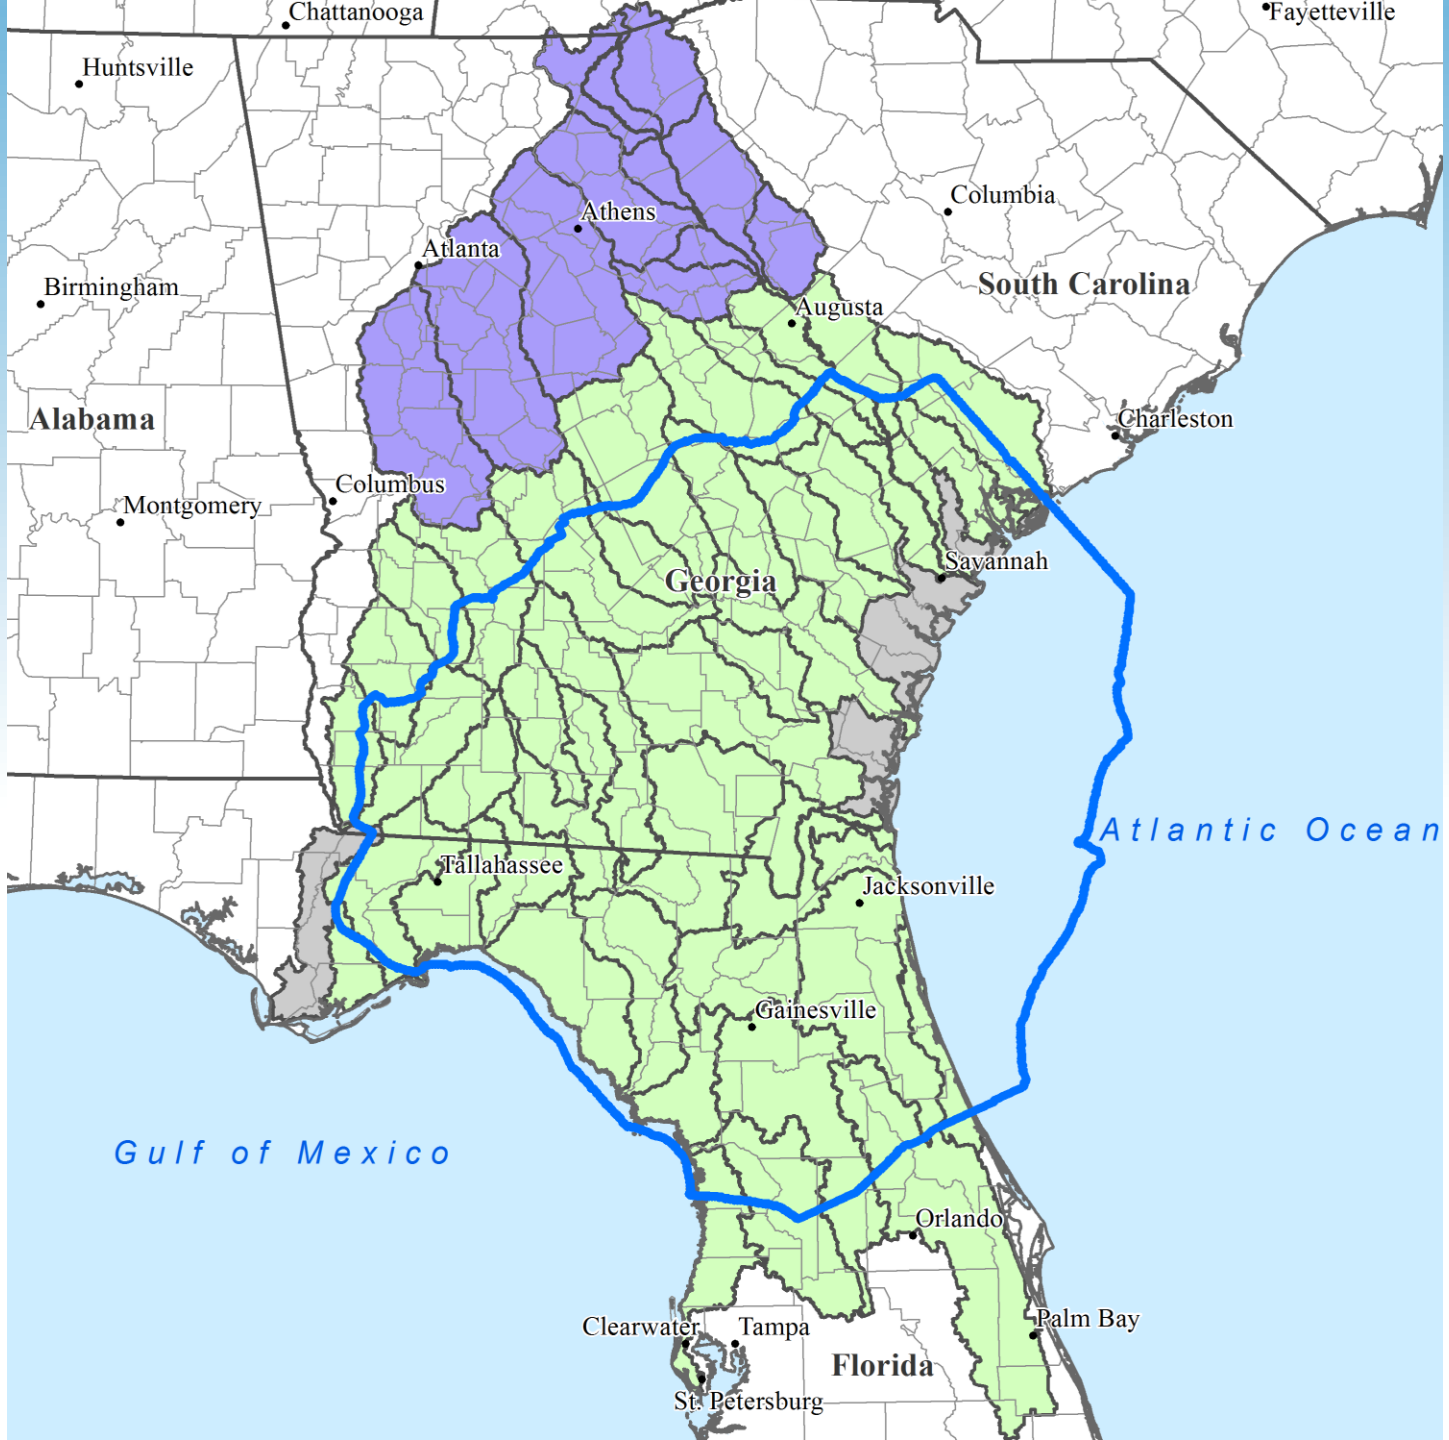 Chattanooga
Fayetteville
Huntsville
Columbia
Athens
Atlanta
South Carolina
Birmingham
Augusta
Alabama
Charleston
Columbus
Montgomery
Savannah
Georgia
Atlantic Ocean
Tallahassee
Jacksonville
Gainesville
Gulf of Mexico
Orlando
Palm Bay
Clearwater
Tampa
Florida
St. Petersburg